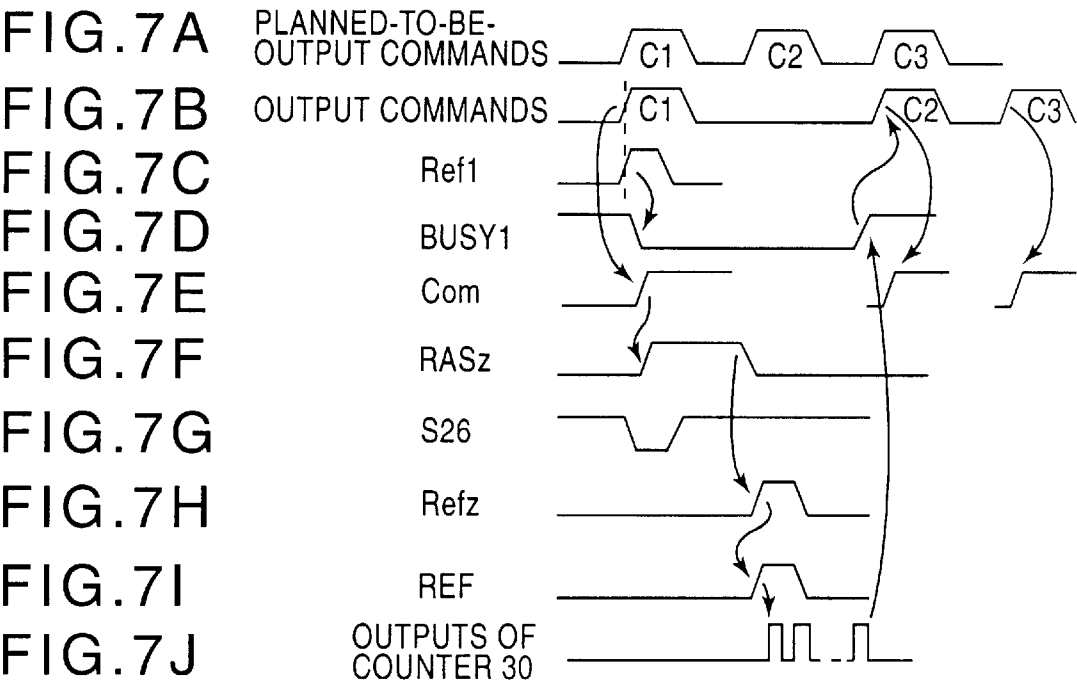 FIG.7A PLANNED-TO-BE-
OUTPUT COMMANDS C1 C2 C3
FIG.7B OUTPUT COMMANDS C1 C2 C3
FIG.7C Ref1
FIG.7D BUSY1
FIG.7E Com
FIG.7F RASz
FIG.7G S26
FIG.7H Refz
FIG.7I REF
FIG.7J OUTPUTS OF
COUNTER 30